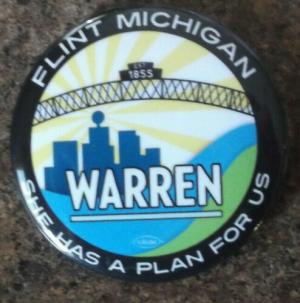 FLINT MICHIGAN
EST
1855
WARREN
SHE HAS A PLAN FOR US